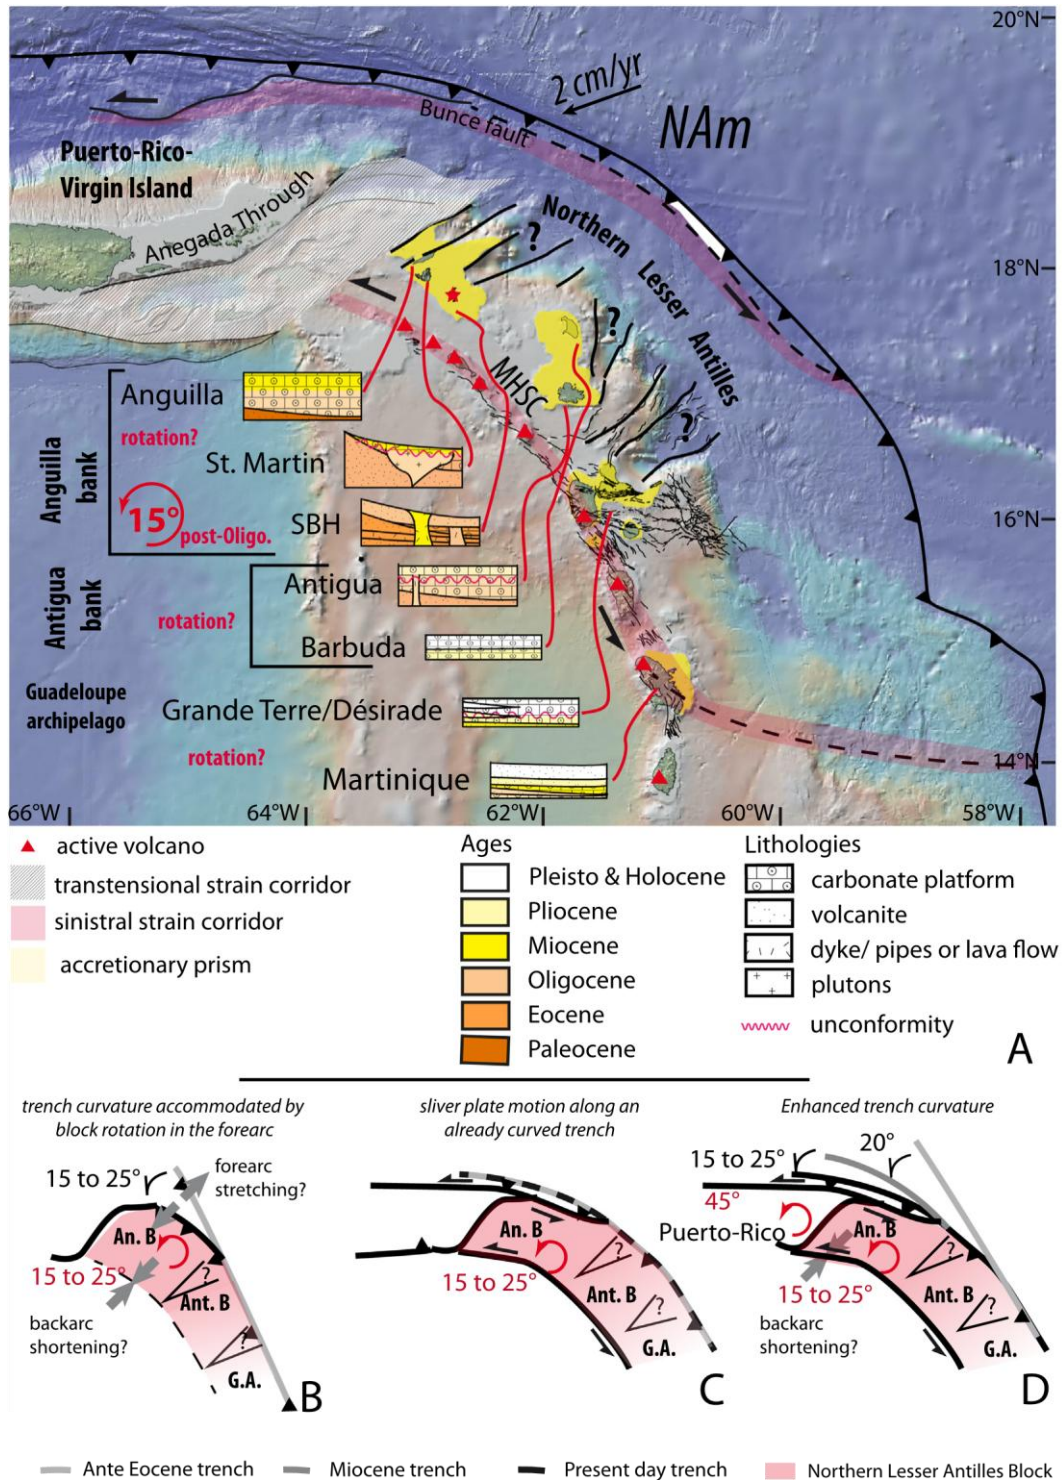 20°N
2 cm/yr
NAm
Bunce fault
Puerto-Rico-
Virgin Island
Anegada Through
Northern Lesser Antilles
?
18°N
?
?
MHSC
Anguilla
rotation?
St. Martin
Anguilla
bank
15°
post-Oligo.
SBH
16°N
Antigua
Antigua
bank
rotation?
Barbuda
Guadeloupe
archipelago
Grande Terre/Désirade
rotation?
Martinique
14°N
66°W 64°W 62°W 60°W 58°W
active volcano
transtensional strain corridor
sinistral strain corridor
accretionary prism
Ages
Pleisto & Holocene
Pliocene
Miocene
Oligocene
Eocene
Paleocene
Lithologies
carbonate platform
volcanite
dyke/ pipes or lava flow
plutons
unconformity
A
trench curvature accommodated by
block rotation in the forearc
15 to 25°
forearc
stretching?
An. B
15 to 25°
?
Ant. B
backarc
shortening?
?
G.A.
B
sliver plate motion along an
already curved trench
An. B
15 to 25°
?
Ant. B
?
G.A.
C
Enhanced trench curvature
20°
15 to 25°
45°
Puerto-Rico
An. B
?
15 to 25°
Ant. B
backarc
shortening?
?
G.A.
D
Ante Eocene trench
Miocene trench
Present day trench
Northern Lesser Antilles Block